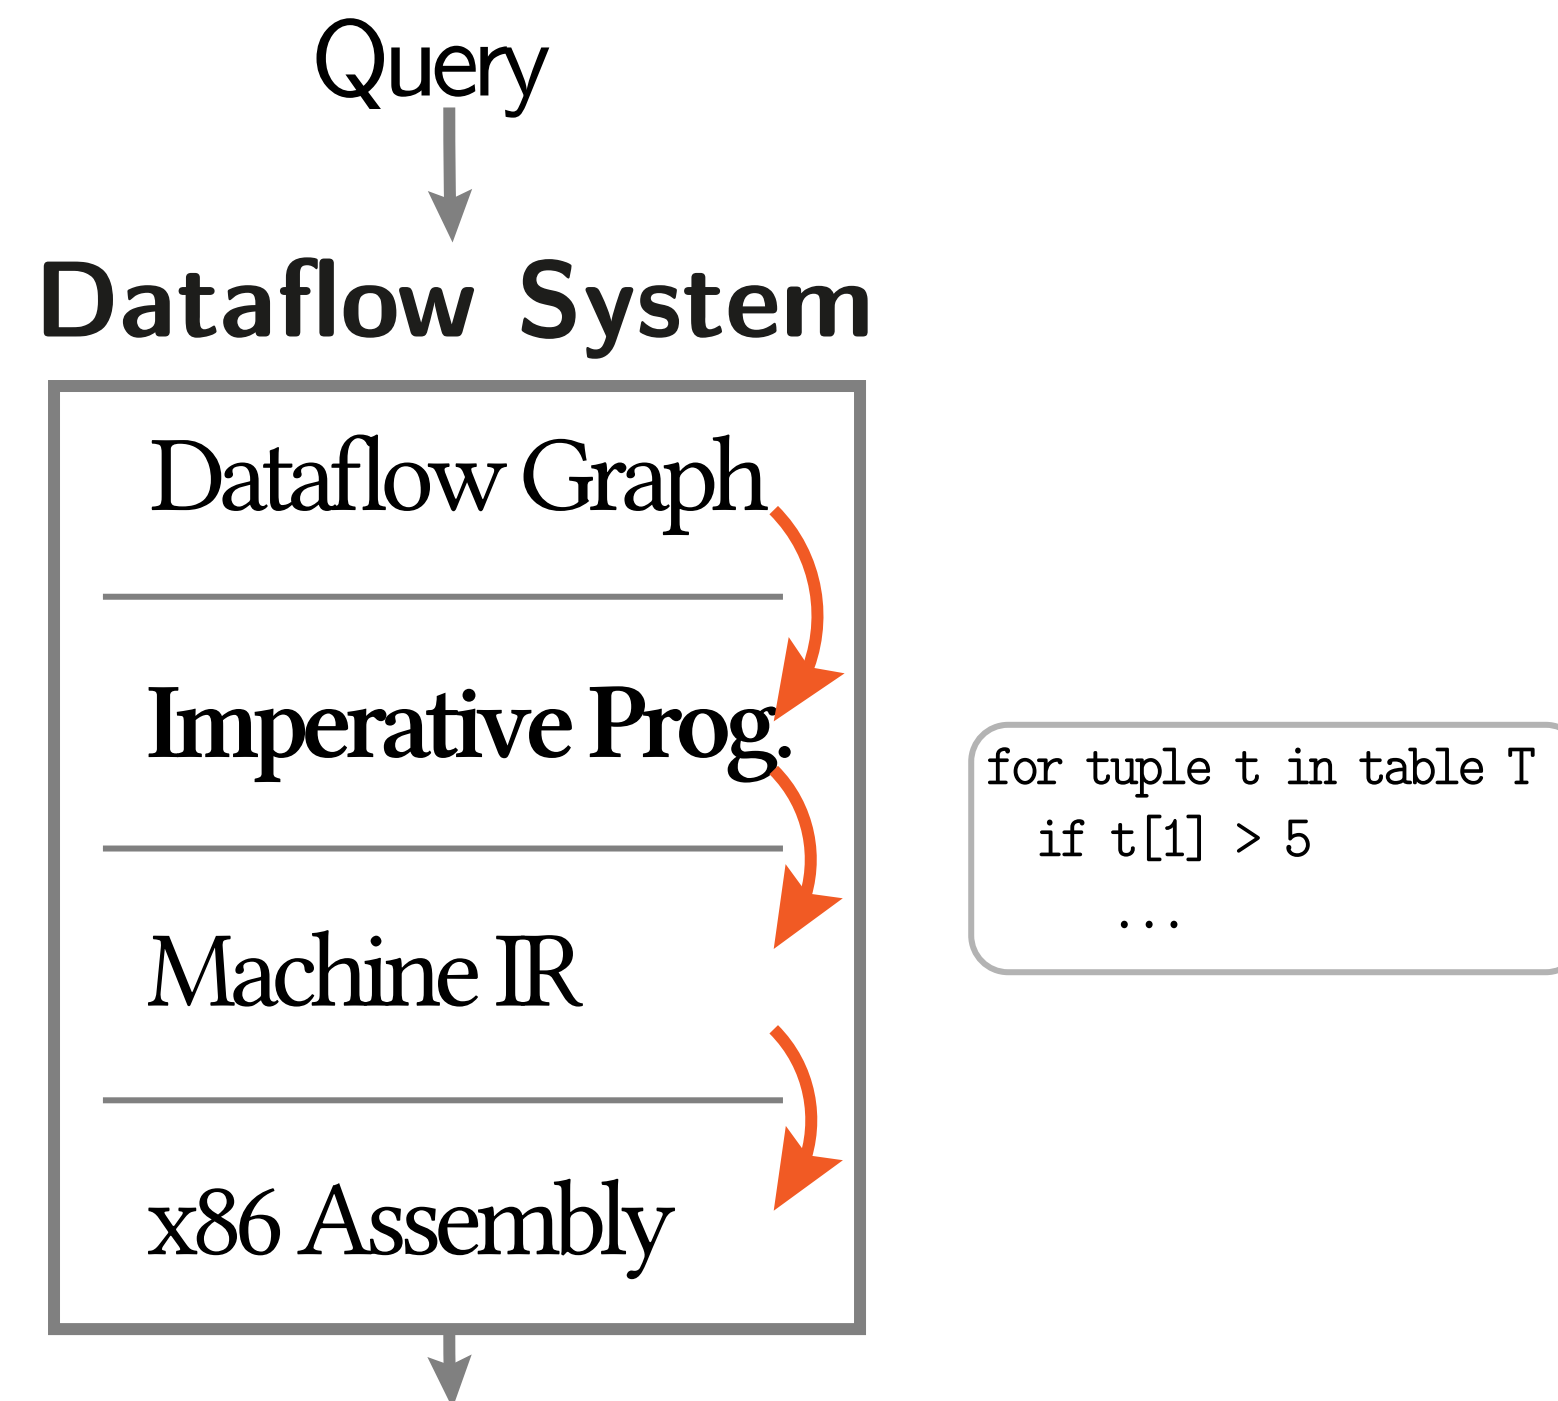 Query
Dataflow System
Dataflow Graph
Imperative Prog.
Machine IR
x86 Assembly
for tuple t in table T
if t[1] > 5
...